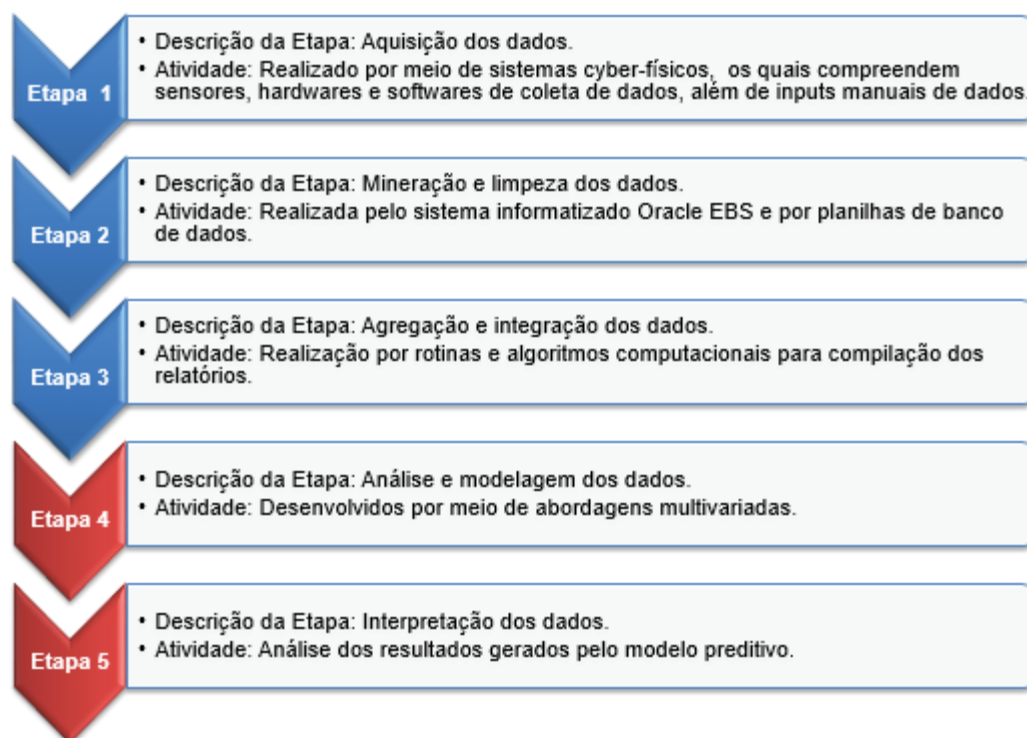 Etapa 1
• Descrição da Etapa: Aquisição dos dados.
• Atividade: Realizado por meio de sistemas cyber-físicos, os quais compreendem
sensores, hardwares e softwares de coleta de dados, além de inputs manuais de dados.
Etapa 2
• Descrição da Etapa: Mineração e limpeza dos dados.
• Atividade: Realizada pelo sistema informatizado Oracle EBS e por planilhas de banco
de dados.
Etapa 3
• Descrição da Etapa: Agregação e integração dos dados.
• Atividade: Realização por rotinas e algoritmos computacionais para compilação dos
relatórios.
Etapa 4
• Descrição da Etapa: Análise e modelagem dos dados.
• Atividade: Desenvolvidos por meio de abordagens multivariadas.
Etapa 5
• Descrição da Etapa: Interpretação dos dados.
• Atividade: Análise dos resultados gerados pelo modelo preditivo.